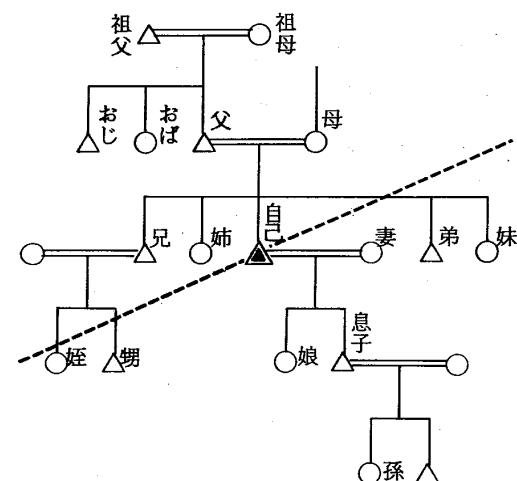 祖父
祖母
おじ
おば
父
母
兄
姉
自己
妻
弟
妹
姪
甥
娘
息子
孫